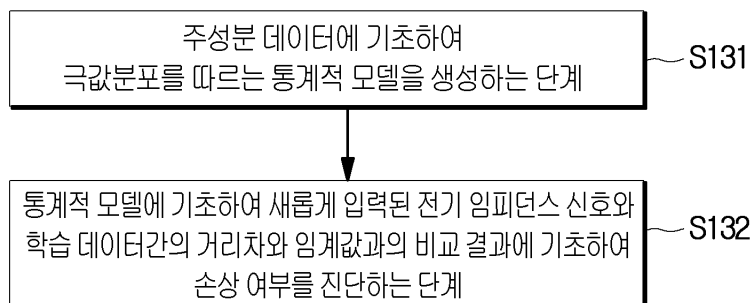 주성분 데이터에 기초하여
극값분포를 따르는 통계적 모델을 생성하는 단계
S131
통계적 모델에 기초하여 새롭게 입력된 전기 임피던스 신호와
학습 데이터간의 거리차와 임계값과의 비교 결과에 기초하여
손상 여부를 진단하는 단계
S132